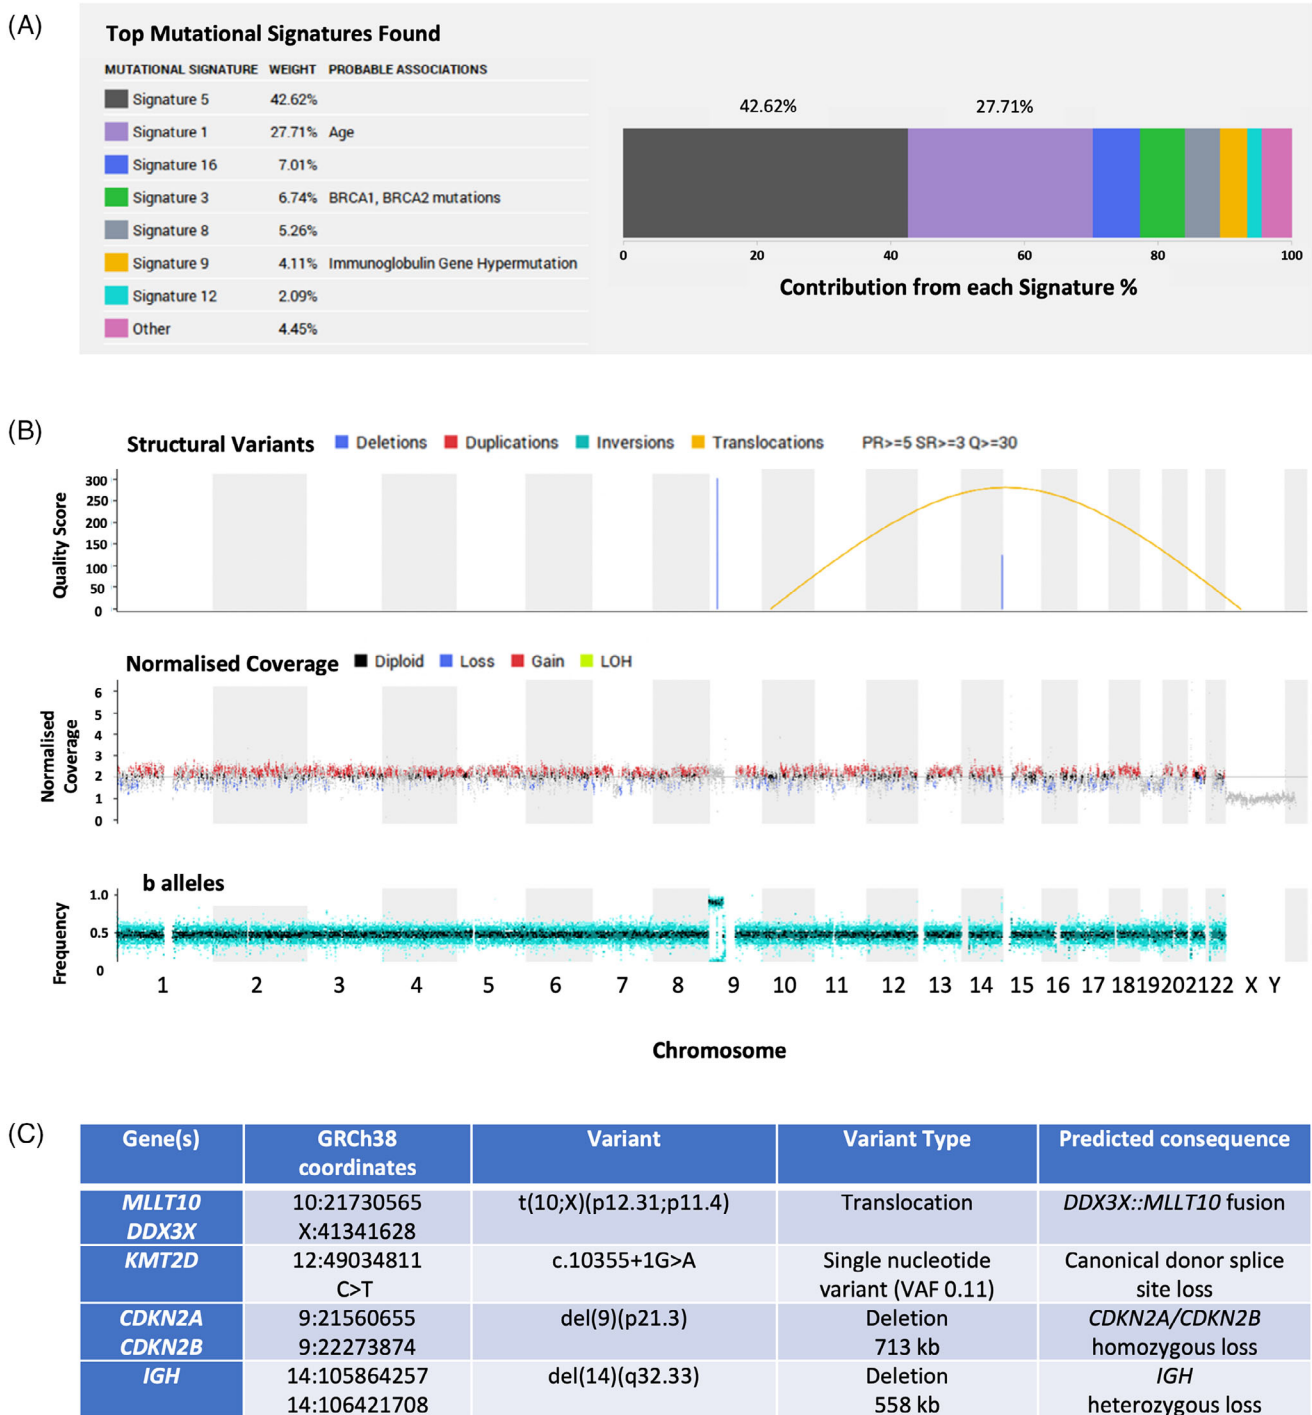 (A)
Top Mutational Signatures Found
MUTATIONAL SIGNATURE WEIGHT PROBABLE ASSOCIATIONS
Signature 5 42.62%
Signature 1 27.71% Age
Signature 16 7.01%
Signature 3 6.74% BRCA1, BRCA2 mutations
Signature 8 5.26%
Signature 9 4.11% Immunoglobulin Gene Hypermutation
Signature 12 2.09%
Other 4.45%
42.62% 27.71%
0 20 40 60 80 100
Contribution from each Signature %
(B)
Structural Variants Deletions Duplications Inversions Translocations PR>=5 SR>=3 Q>=30
Quality Score
300
250
200
150
100
50
0
Normalised Coverage Diploid Loss Gain LOH
Normalised
Coverage
6
5
4
3
2
1
0
b alleles
Frequency
1.0
0.5
0
1 2 3 4 5 6 7 8 9 10 11 12 13 14 15 16 17 18 19 20 21 22 X Y
Chromosome
(C)
Gene(s) GRCh38 Variant Variant Type Predicted consequence
coordinates
MLLT10 10:21730565 t(10;X)(p12.31;p11.4) Translocation DDX3X::MLLT10 fusion
DDX3X X:41341628
KMT2D 12:49034811 c.10355+1G>A Single nucleotide Canonical donor splice
C>T variant (VAF 0.11) site loss
CDKN2A 9:21560655 del(9)(p21.3) Deletion CDKN2A/CDKN2B
CDKN2B 9:22273874 713 kb homozygous loss
IGH 14:105864257 del(14)(q32.33) Deletion IGH
14:106421708 558 kb heterozygous loss